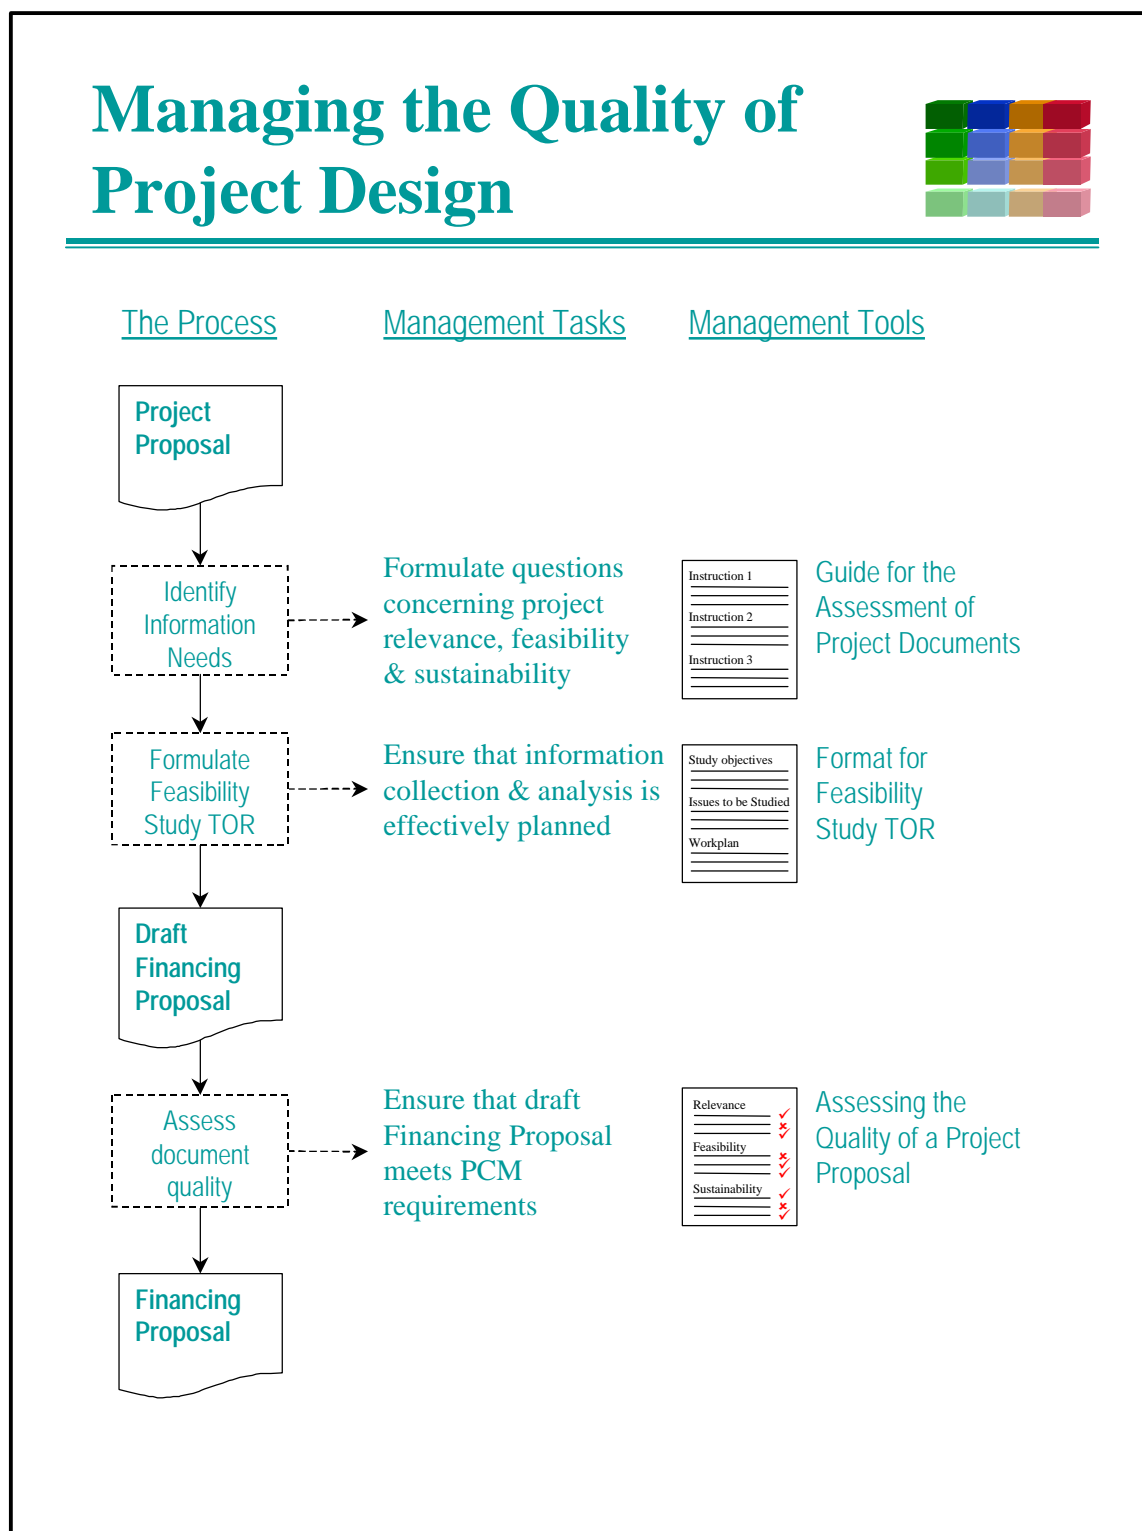 Managing the Quality of
Project Design
The Process
Management Tasks
Management Tools
Project
Proposal
Identify
Information
Needs
Formulate questions
concerning project
relevance, feasibility
& sustainability
Instruction 1
Instruction 2
Instruction 3
Guide for the
Assessment of
Project Documents
Formulate
Feasibility
Study TOR
Ensure that information
collection & analysis is
effectively planned
Study objectives
Issues to be Studied
Workplan
Format for
Feasibility
Study TOR
Draft
Financing
Proposal
Assess
document
quality
Ensure that draft
Financing Proposal
meets PCM
requirements
Relevance
Feasibility
Sustainability
Assessing the
Quality of a Project
Proposal
Financing
Proposal